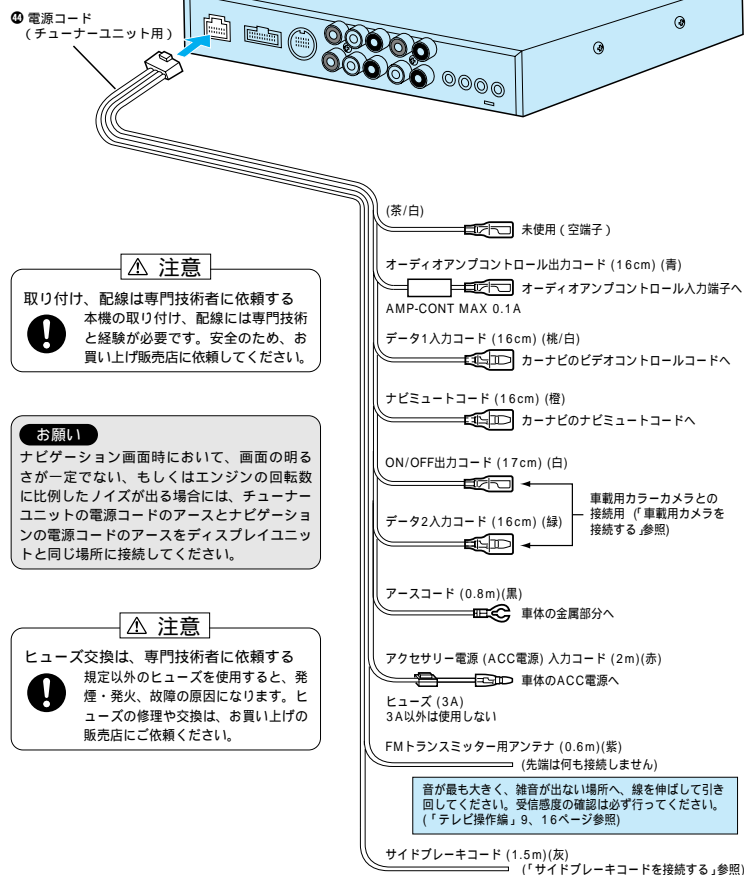 ㊹ 電源コード
(チューナーユニット用)
(茶/白)
未使用(空端子)
オーディオアンプコントロール出力コード (16cm) (青)
オーディオアンプコントロール入力端子へ
AMP-CONT MAX 0.1A
データ1入力コード (16cm) (桃/白)
カーナビのビデオコントロールコードへ
ナビミュートコード (16cm) (橙)
カーナビのナビミュートコードへ
ON/OFF出力コード (17cm) (白)
車載用カラーカメラとの
接続用 (「車載用カメラを
接続する」参照)
データ2入力コード (16cm) (緑)
アースコード (0.8m)(黒)
車体の金属部分へ
アクセサリー電源 (ACC電源) 入力コード (2m)(赤)
車体のACC電源へ
ヒューズ (3A)
3A以外は使用しない
FMトランスミッター用アンテナ (0.6m)(紫)
(先端は何も接続しません)
音が最も大きく、雑音が出ない場所へ、線を伸ばして引き
回してください。受信感度の確認は必ず行ってください。
(「テレビ操作編」9、16ページ参照)
サイドブレーキコード (1.5m)(灰)
(「サイドブレーキコードを接続する」参照)
⚠ 注意
取り付け、配線は専門技術者に依頼する
本機の取り付け、配線には専門技術
と経験が必要です。安全のため、お
買い上げ販売店に依頼してください。
お願い
ナビゲーション画面時において、画面の明る
さが一定でない、もしくはエンジンの回転数
に比例したノイズが出る場合には、チューナー
ユニットの電源コードのアースとナビゲーショ
ンの電源コードのアースをディスプレイユニッ
トと同じ場所に接続してください。
⚠ 注意
ヒューズ交換は、専門技術者に依頼する
規定以外のヒューズを使用すると、発
煙・発火、故障の原因になります。ヒ
ューズの修理や交換は、お買い上げの
販売店にご依頼ください。